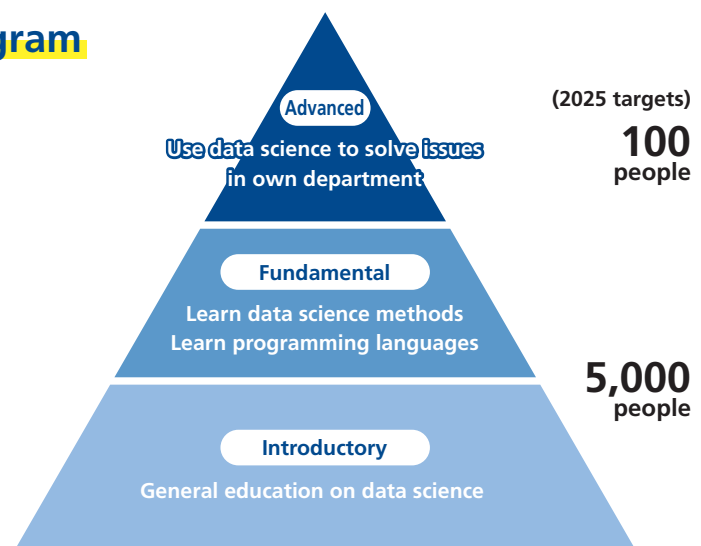 gram
(2025 targets)
Advanced
100
people
Use data science to solve issues
in own department
Fundamental
Learn data science methods
Learn programming languages
5,000
people
Introductory
General education on data science